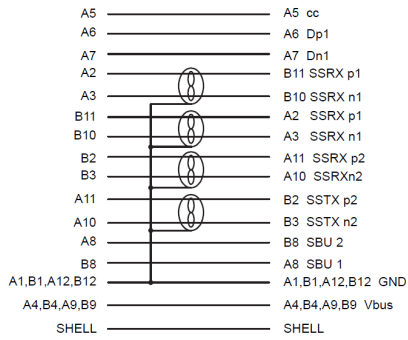 A5 A5 cc
A6 A6 Dp1
A7 A7 Dn1
A2 B11 SSRX p1
A3 B10 SSRX n1
B11 A2 SSRX p1
B10 A3 SSRX n1
B2 A11 SSRX p2
B3 A10 SSRXn2
A11 B2 SSTX p2
A10 B3 SSTX n2
A8 B8 SBU 2
B8 A8 SBU 1
A1,B1,A12,B12 A1,B1,A12,B12 GND
A4,B4,A9,B9 A4,B4,A9,B9 Vbus
SHELL SHELL